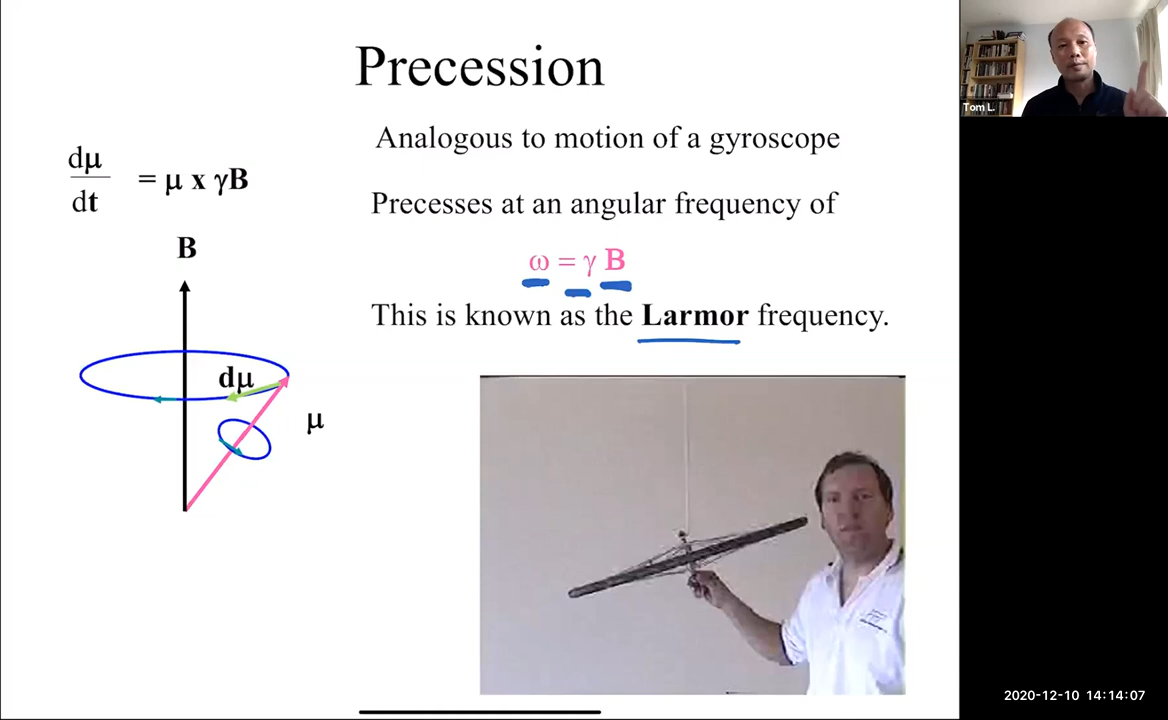 Precession
Tom L.
Analogous to motion of a gyroscope
dμ
dt
= μ x γB
Precesses at an angular frequency of
B
ω = γ B
This is known as the Larmor frequency.
dμ
μ
2020-12-10 14:14:07